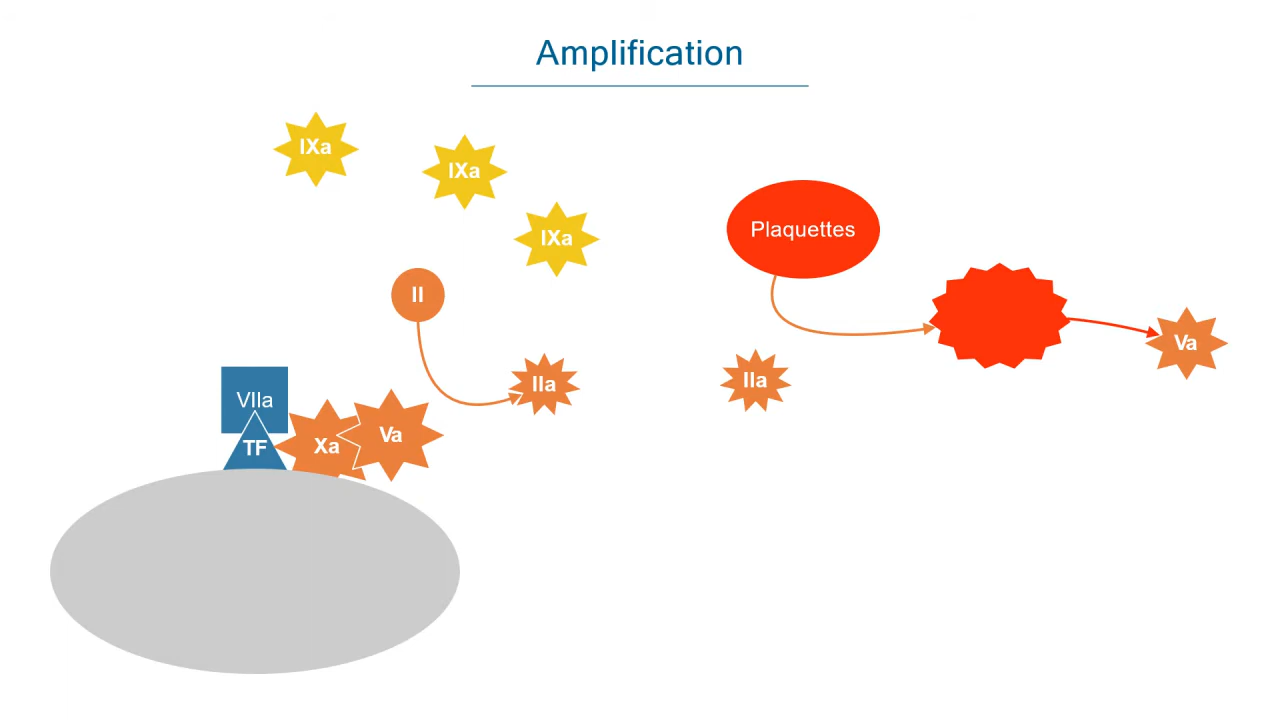 Amplification
IXa
IXa
IXa
Plaquettes
II
Va
IIa
IIa
VIIa
TF
Xa
Va